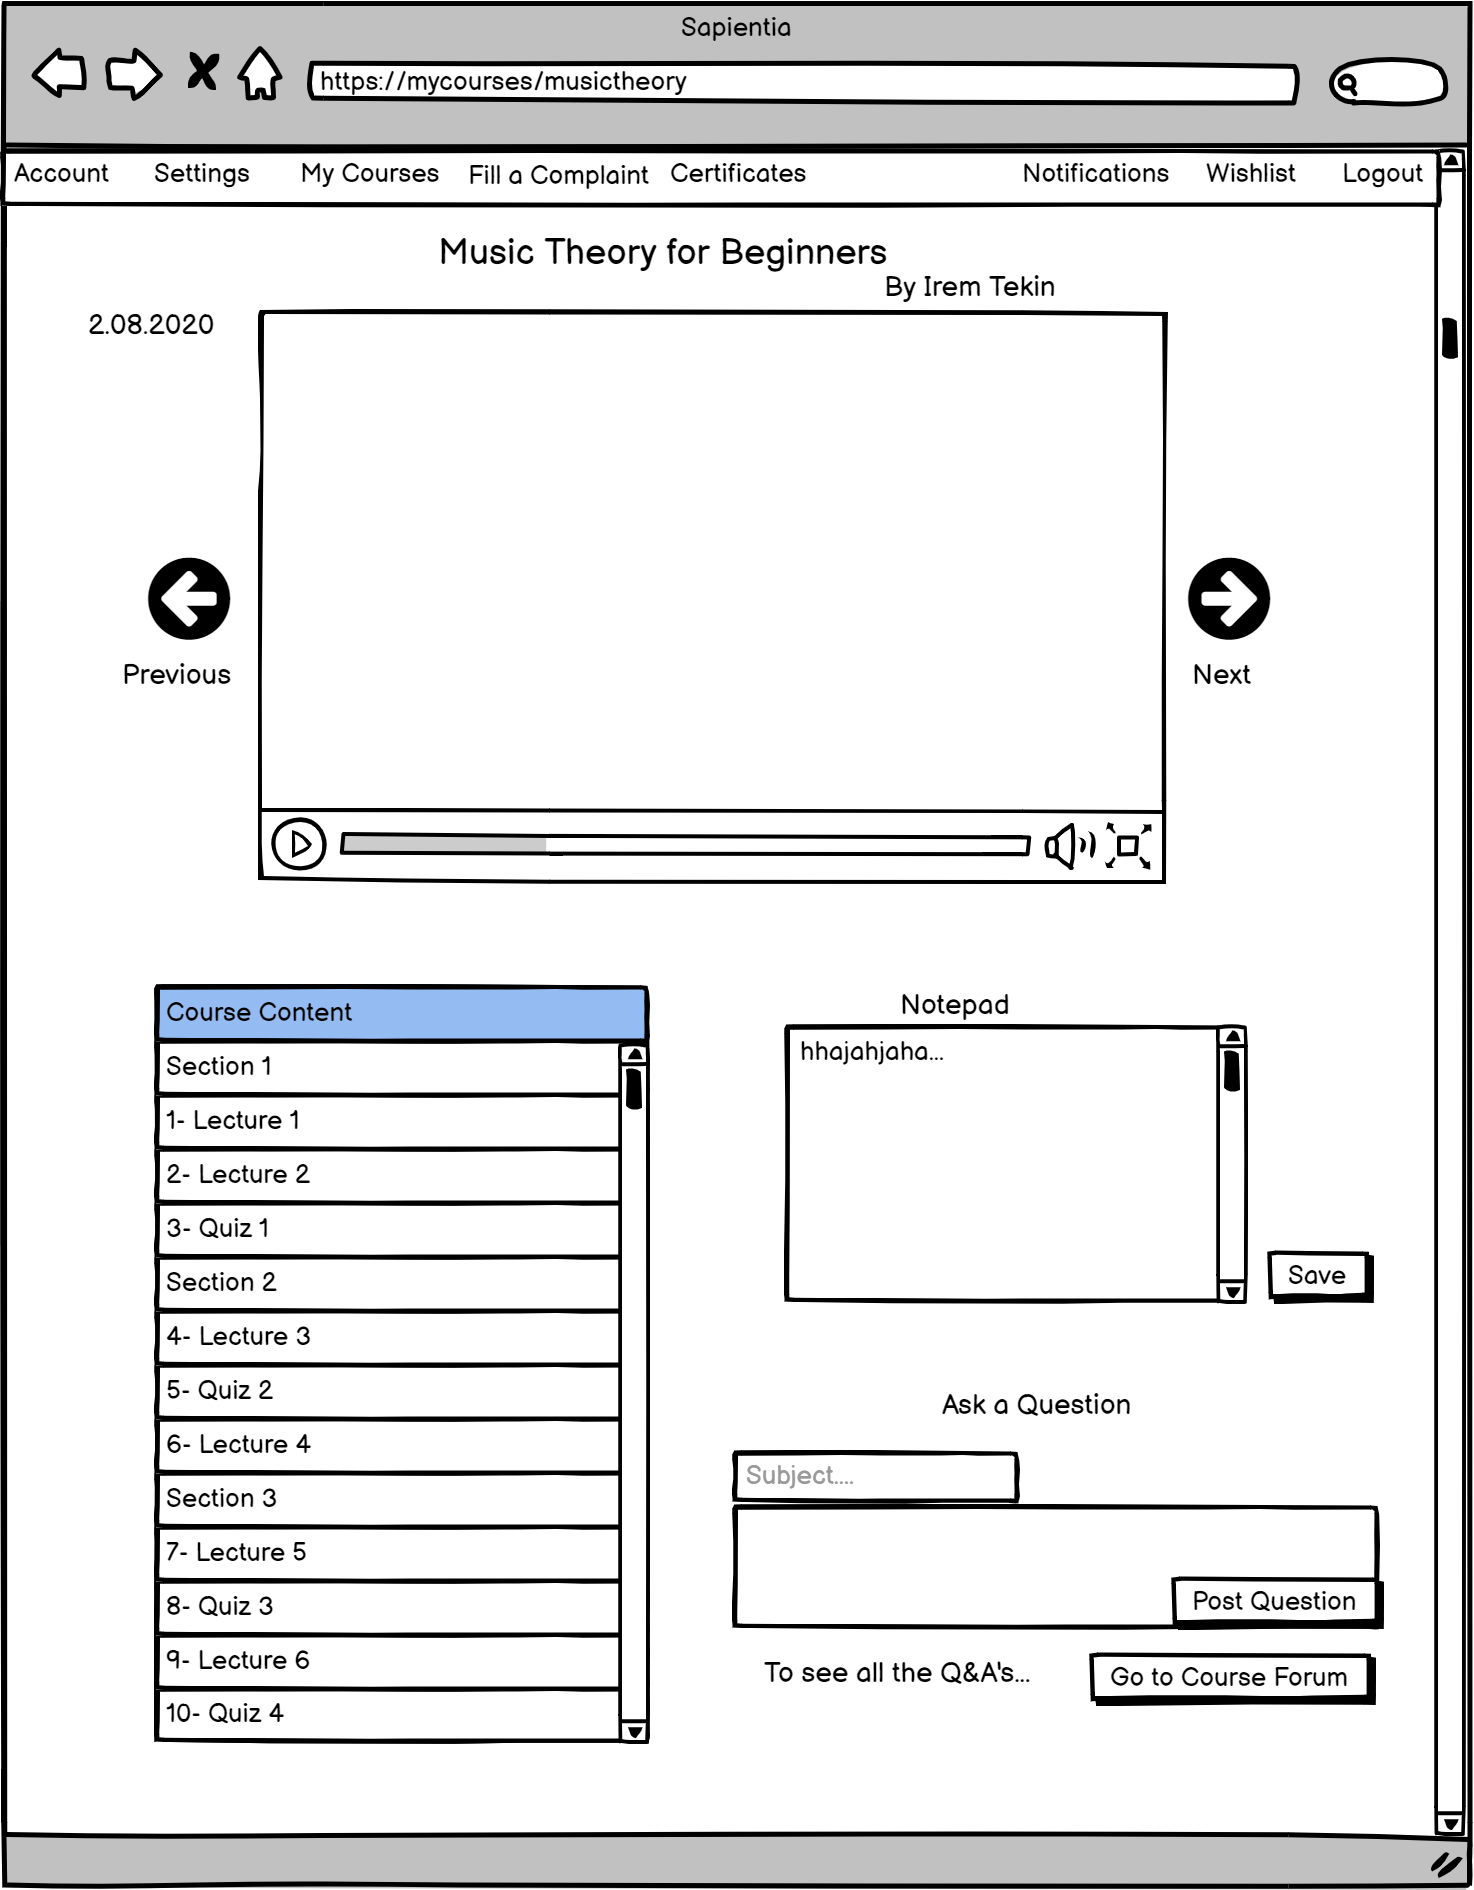 Sapientia
https://mycourses/musictheory
Account Settings My Courses Fill a Complaint Certificates Notifications Wishlist Logout
Music Theory for Beginners
By Irem Tekin
2.08.2020
Previous
Next
Course Content
Section 1
1- Lecture 1
2- Lecture 2
3- Quiz 1
Section 2
4- Lecture 3
5- Quiz 2
6- Lecture 4
Section 3
7- Lecture 5
8- Quiz 3
9- Lecture 6
10- Quiz 4
Notepad
hhajahjaha...
Save
Ask a Question
Subject....
Post Question
To see all the Q&A's...
Go to Course Forum